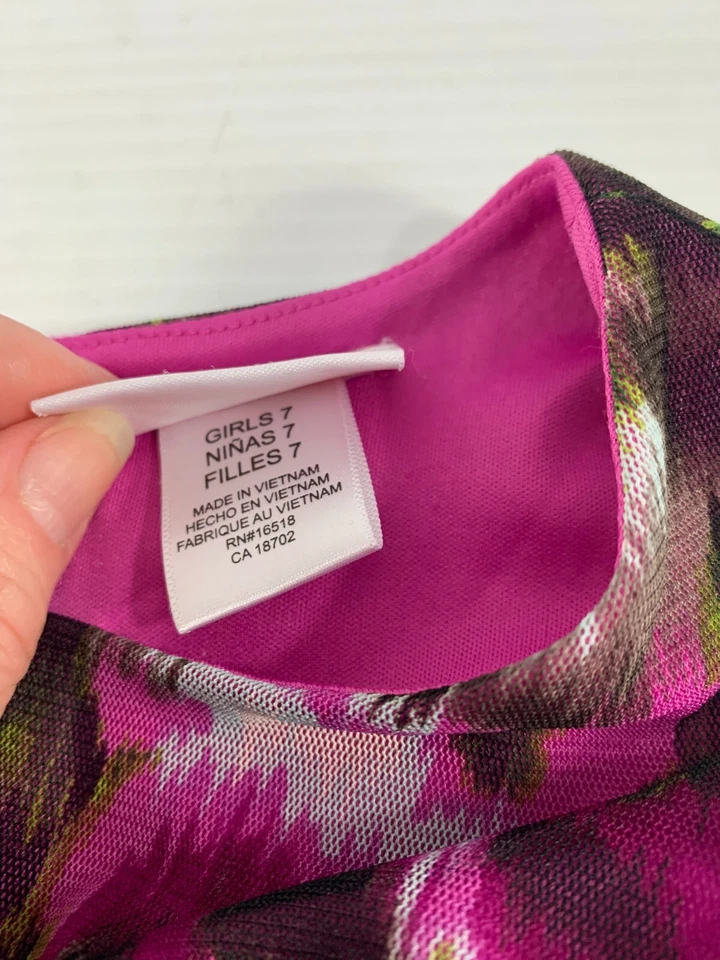 GIRLS 7
NIÑAS 7
FILLES 7
MADE IN VIETNAM
HECHO EN VIETNAM
FABRIQUE AU VIETNAM
RN#16518
CA 18702